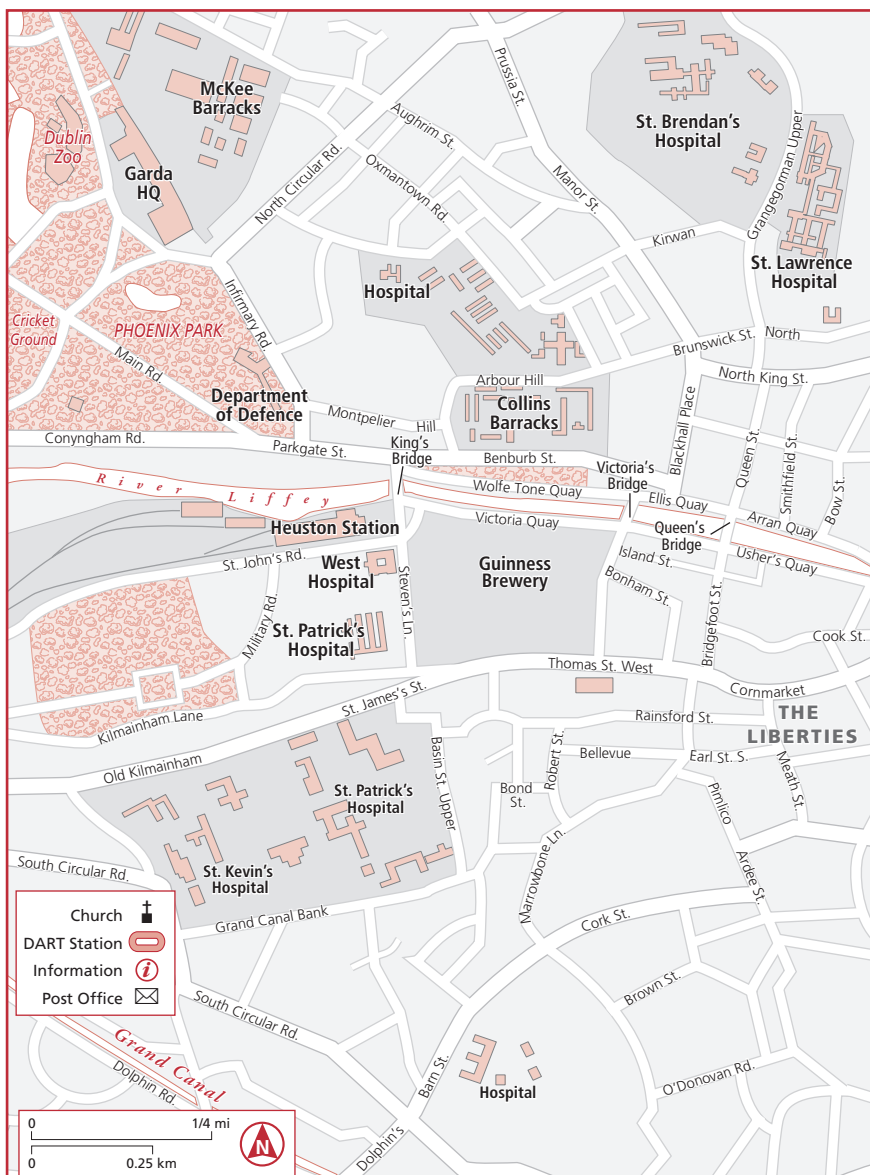 Prussia St.
McKee
Barracks
Aughrim St.
St. Brendan's
Hospital
Dublin
Zoo
Garda
HQ
North Circular Rd.
Oxmantown Rd.
Manor St.
Grangegorman Upper
Kirwan
St. Lawrence
Hospital
Hospital
Infirmary Rd.
Cricket
Ground
PHOENIX PARK
Main Rd.
Brunswick St. North
North King St.
Arbour Hill
Collins
Barracks
Department
of Defence
Montpelier Hill
Blackhall Place
Queen St.
Smithfield St.
Bow St.
Conyngham Rd.
Parkgate St.
King's
Bridge
Benburb St.
Victoria's
Bridge
River Liffey
Wolfe Tone Quay
Ellis Quay
Arran Quay
Heuston Station
Victoria Quay
Queen's
Bridge
Usher's Quay
St. John's Rd.
West
Hospital
Steven's Ln.
Guinness
Brewery
Island St.
Bonham St.
Bridgefoot St.
Military Rd.
St. Patrick's
Hospital
Cook St.
Thomas St. West
Cornmarket
St. James's St.
Kilmainham Lane
Rainsford St.
THE
LIBERTIES
Old Kilmainham
Basin St. Upper
Robert St.
Bellevue
Earl St. S.
Meath St.
Bond
St.
St. Patrick's
Hospital
Pimlico
Marrowbone Ln.
Ardee St.
South Circular Rd.
St. Kevin's
Hospital
Grand Canal Bank
Cork St.
Church
DART Station
Information
i
Post Office
Brown St.
South Circular Rd.
Grand Canal
Dolphin Rd.
Dolphin's Barn St.
Hospital
O'Donovan Rd.
0 1/4 mi
0 0.25 km
N